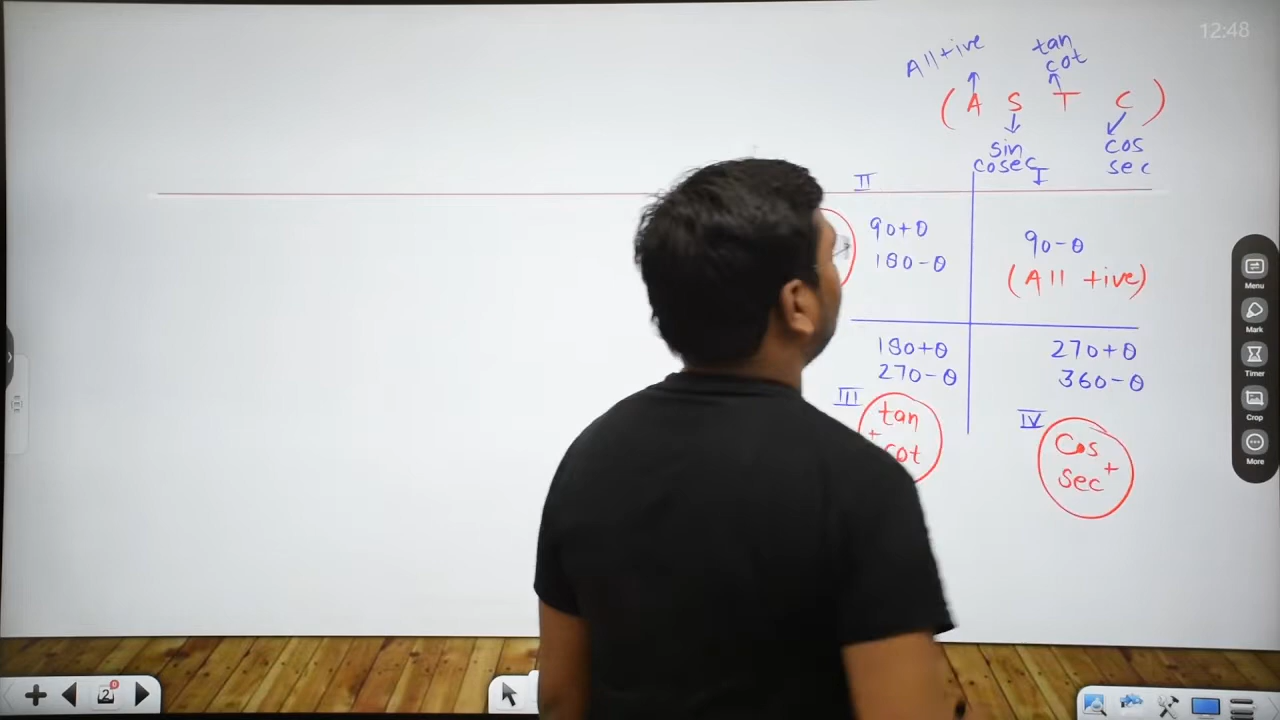 12:48
All +ive
tan
cot
( A S T C )
sin
cosec
cos
sec
II
I
90+θ
180-θ
90-θ
(All +ive)
180+θ
270-θ
270+θ
360-θ
III
tan
+
cot
IV
Cos
sec +
Menu
Mark
Timer
Crop
More
2